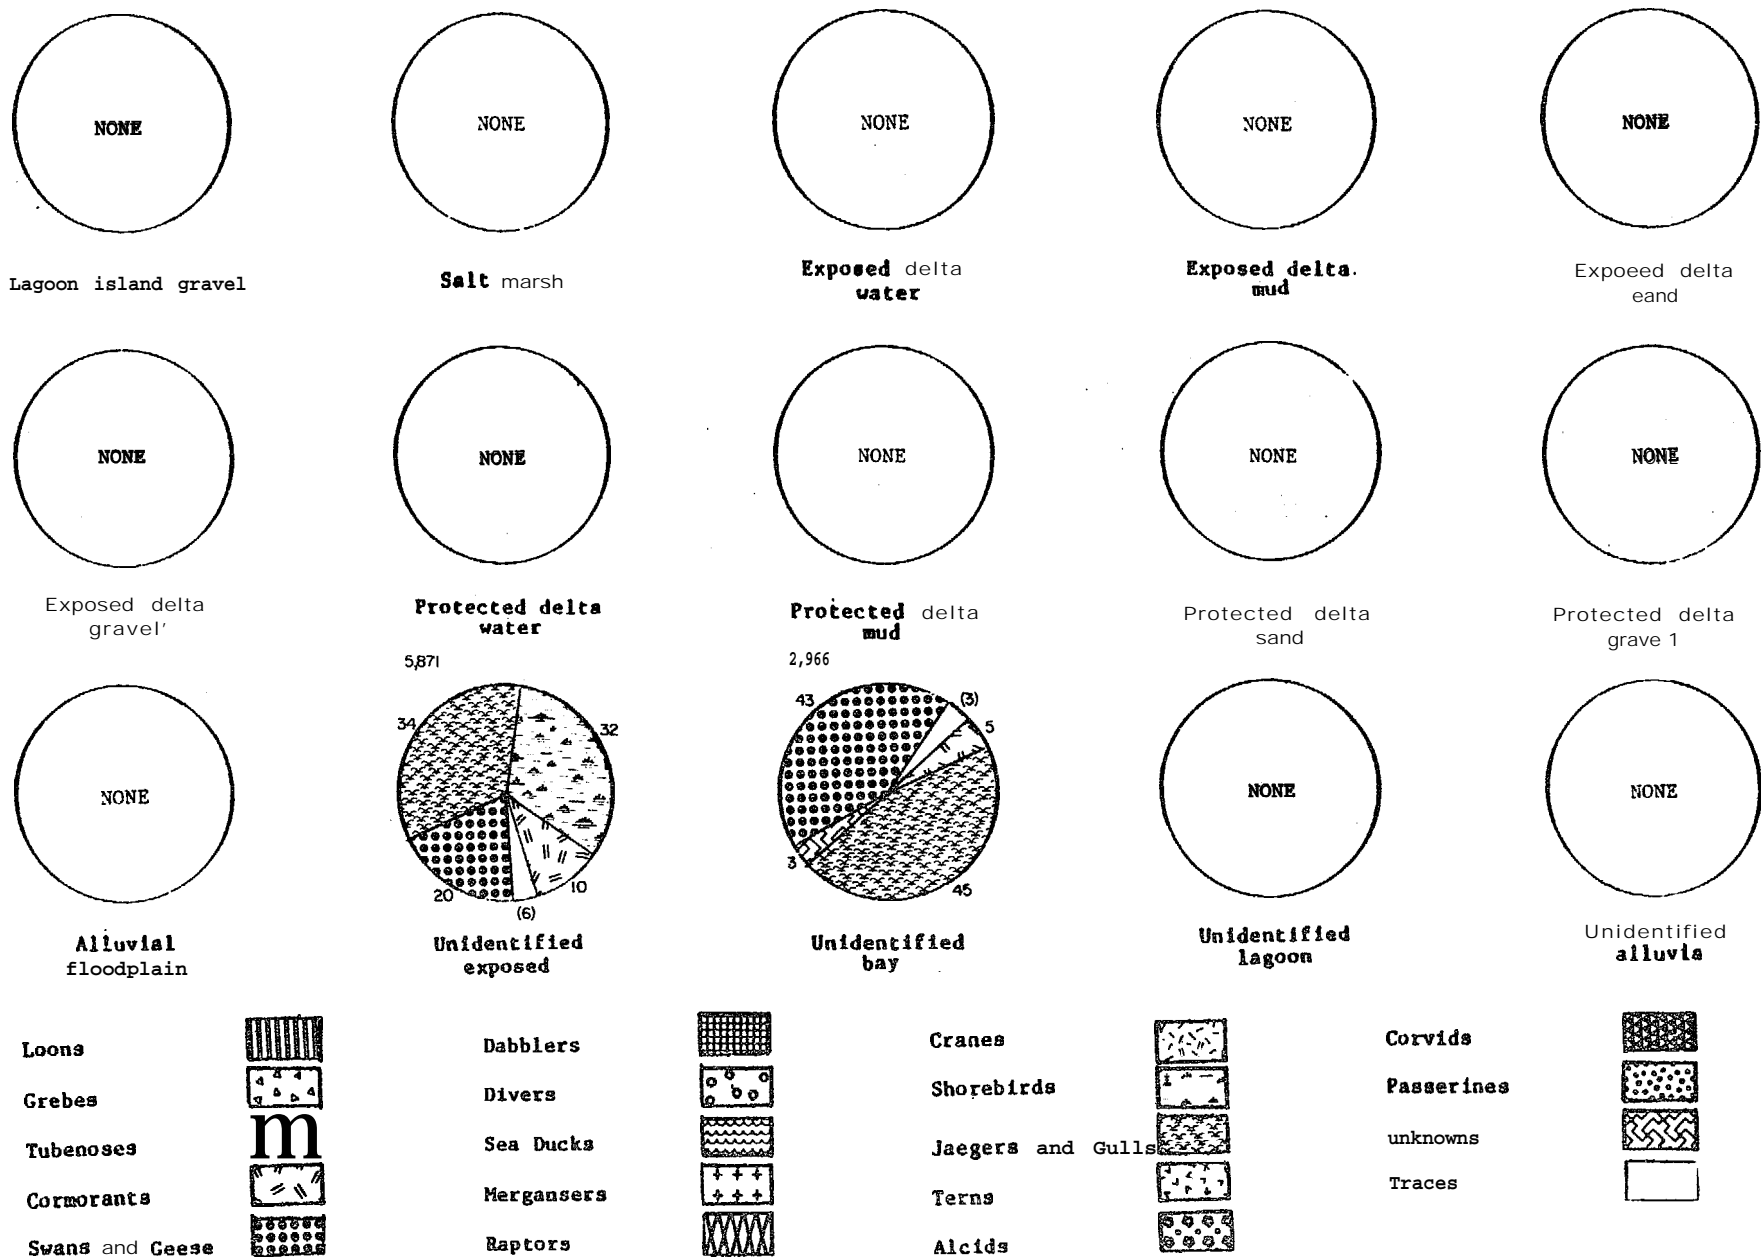 NONE
NONE
NONE
NONE
NONE
Lagoon island gravel
Salt marsh
Exposed delta
water
Exposed delta.
mud
Expoeed delta
eand
NONE
NONE
NONE
NONE
NONE
Exposed delta
gravel'
Protected delta
water
Protected delta
mud
Protected delta
sand
Protected delta
grave 1
5,871
2,966
NONE
34
32
20
(6)
10
43
(3)
5
3
45
NONE
NONE
Alluvial
floodplain
Unidentified
exposed
Unidentified
bay
Unidentified
lagoon
Unidentified
alluvia
Loons
Grebes
Tubenoses m
Cormorants
Swans and Geese
Dabblers
Divers
Sea Ducks
Mergansers
Raptors
Cranes
Shorebirds
Jaegers and Gulls
Terns
Alcids
Corvids
Passerines
unknowns
Traces